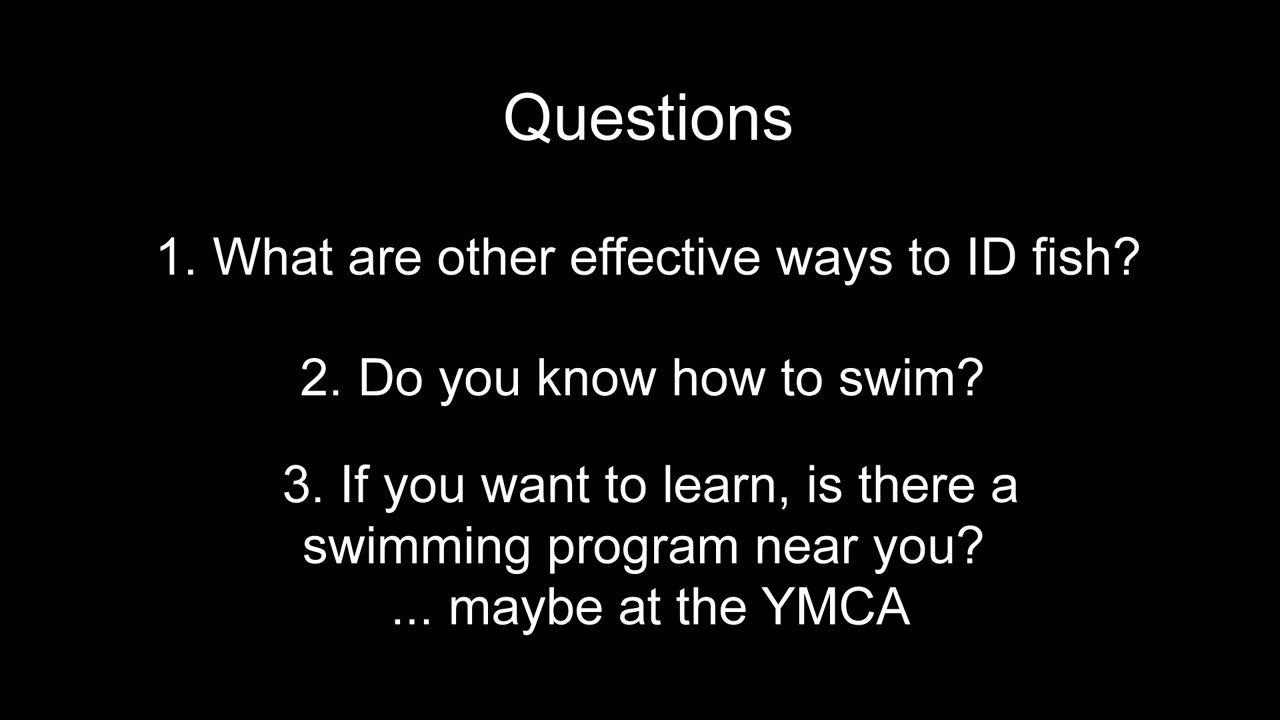 Questions
1. What are other effective ways to ID fish?
2. Do you know how to swim?
3. If you want to learn, is there a
swimming program near you?
... maybe at the YMCA